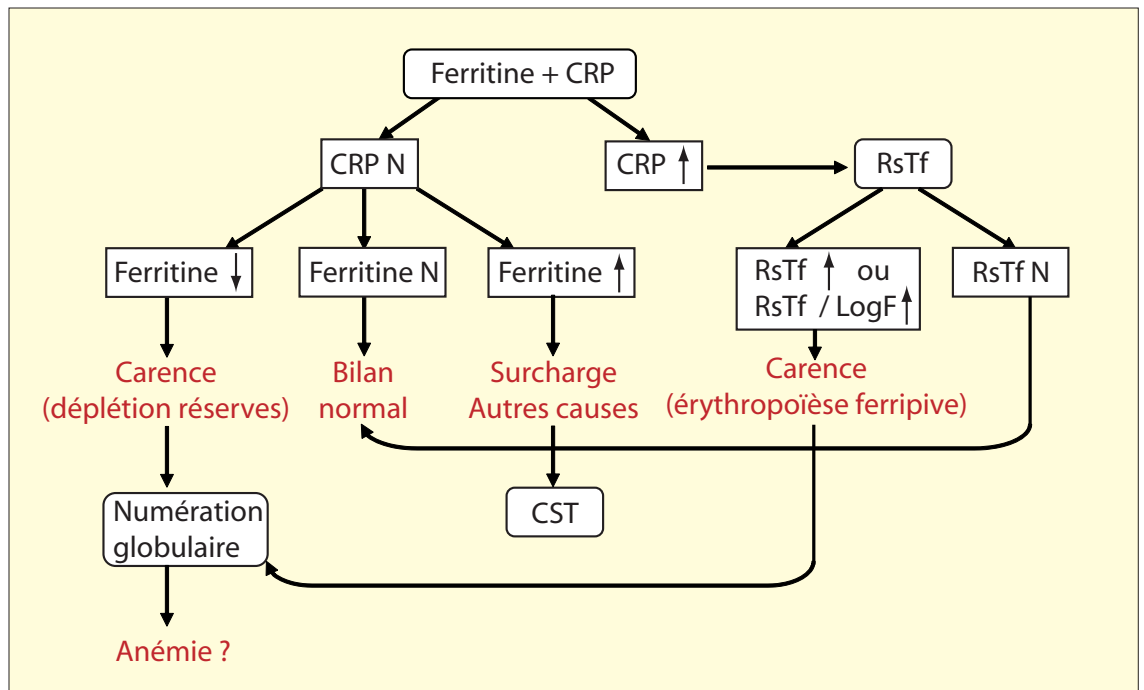 Ferritine + CRP
CRP N
CRP ↑
RsTf
Ferritine ↓
Ferritine N
Ferritine ↑
RsTf ↑ ou
RsTf / LogF ↑
RsTf N
Carence
(déplétion réserves)
Bilan
normal
Surcharge
Autres causes
Carence
(érythropoïèse ferripive)
Numération
globulaire
CST
Anémie ?